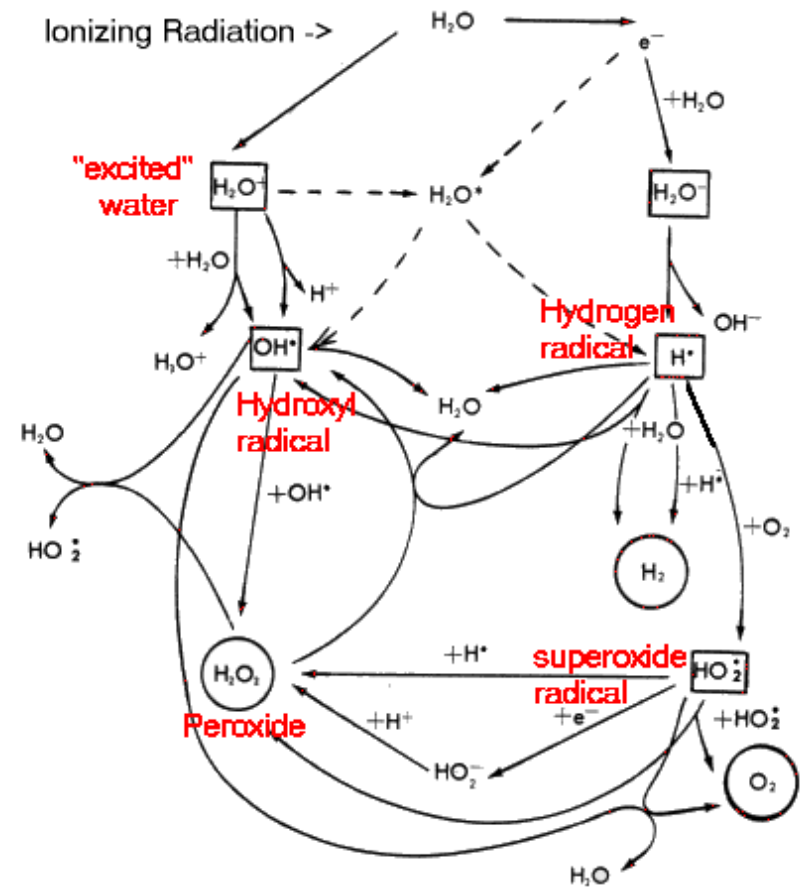 Ionizing Radiation ->
H₂O
e⁻
+H₂O
"excited"
water
H₂O⁺
H₂O*
H₂O⁻
+H₂O
H⁺
Hydrogen
radical
OH⁻
H₃O⁺
OH•
H•
Hydroxyl
radical
H₂O
H₂O
+H₂O
+OH•
+H•
HO₂•
+O₂
H₂
H₂O₂
+H•
superoxide
radical
HO₂•
Peroxide
+H⁺
+e⁻
+HO₂•
HO₂⁻
O₂
H₂O